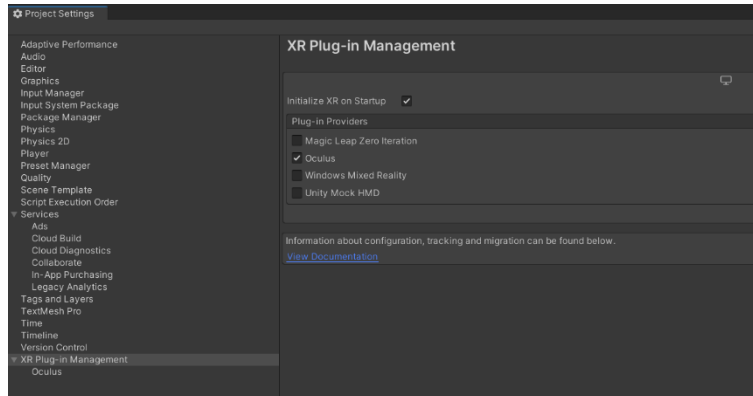 Project Settings
Adaptive Performance
Audio
Editor
Graphics
Input Manager
Input System Package
Package Manager
Physics
Physics 2D
Player
Preset Manager
Quality
Scene Template
Script Execution Order
Services
Ads
Cloud Build
Cloud Diagnostics
Collaborate
In-App Purchasing
Legacy Analytics
Tags and Layers
TextMesh Pro
Time
Timeline
Version Control
XR Plug-in Management
Oculus
XR Plug-in Management
Initialize XR on Startup
Plug-in Providers
Magic Leap Zero Iteration
Oculus
Windows Mixed Reality
Unity Mock HMD
Information about configuration, tracking and migration can be found below.
View Documentation